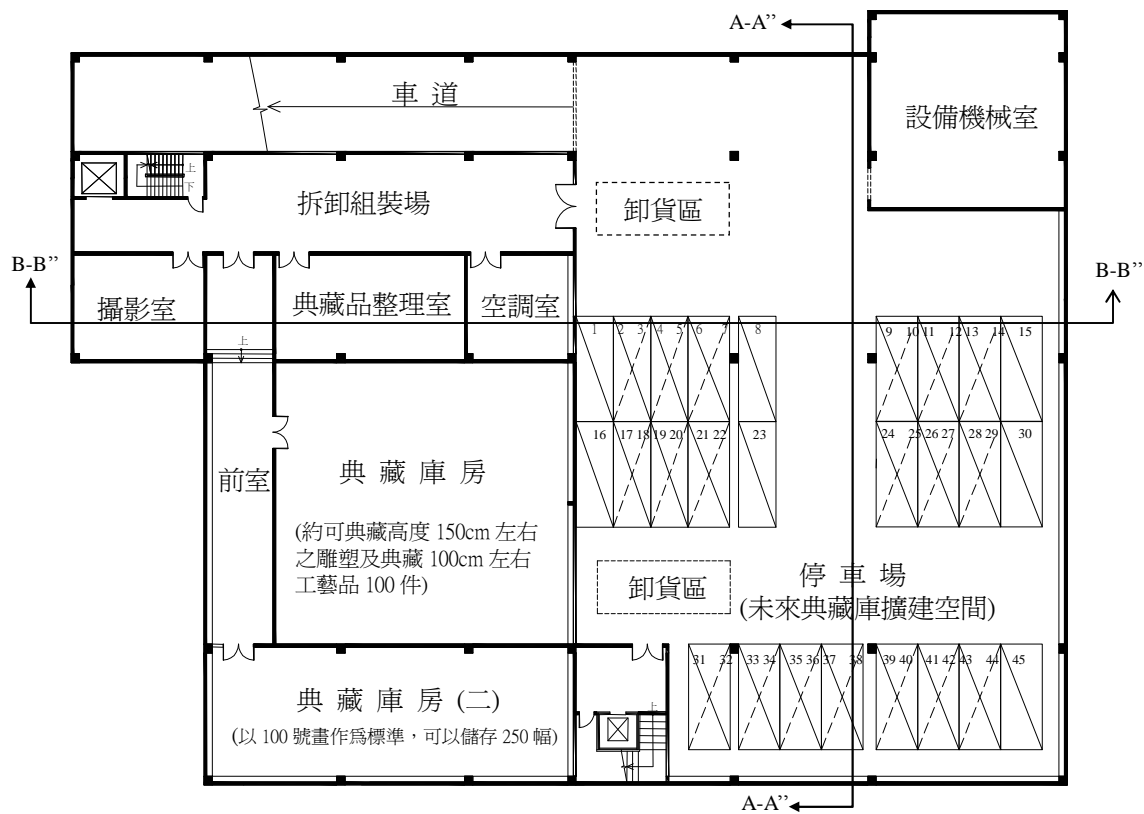 A-A’’
車 道
設備機械室
上
下
拆卸組裝場
卸貨區
B-B’’
B-B’’
攝影室
典藏品整理室
空調室
上
1 2 3 4 5 6 7 8 9 10 11 12 13 14 15
16 17 18 19 20 21 22 23 24 25 26 27 28 29 30
前室
典 藏 庫 房
(約可典藏高度 150cm 左右
之雕塑及典藏 100cm 左右
工藝品 100 件)
卸貨區
停 車 場
(未來典藏庫擴建空間)
31 32 33 34 35 36 37 38 39 40 41 42 43 44 45
典 藏 庫 房 (二)
(以 100 號畫作為標準，可以儲存 250 幅)
上
A-A’’